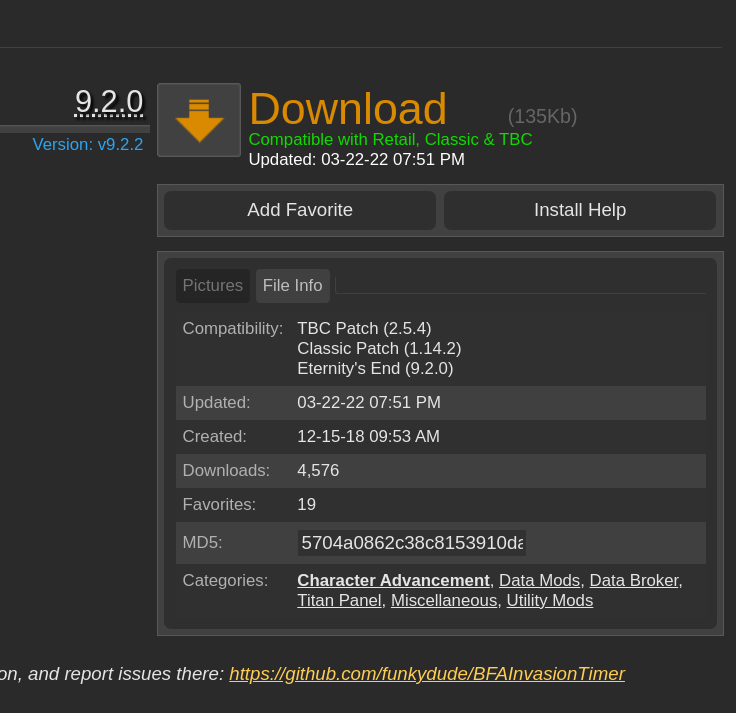 9.2.0
Version: v9.2.2
Download (135Kb)
Compatible with Retail, Classic & TBC
Updated: 03-22-22 07:51 PM
Add Favorite Install Help
Pictures File Info
Compatibility: TBC Patch (2.5.4)
Classic Patch (1.14.2)
Eternity's End (9.2.0)
Updated: 03-22-22 07:51 PM
Created: 12-15-18 09:53 AM
Downloads: 4,576
Favorites: 19
MD5: 5704a0862c38c8153910da
Categories: Character Advancement, Data Mods, Data Broker,
Titan Panel, Miscellaneous, Utility Mods
on, and report issues there: https://github.com/funkydude/BFAInvasionTimer